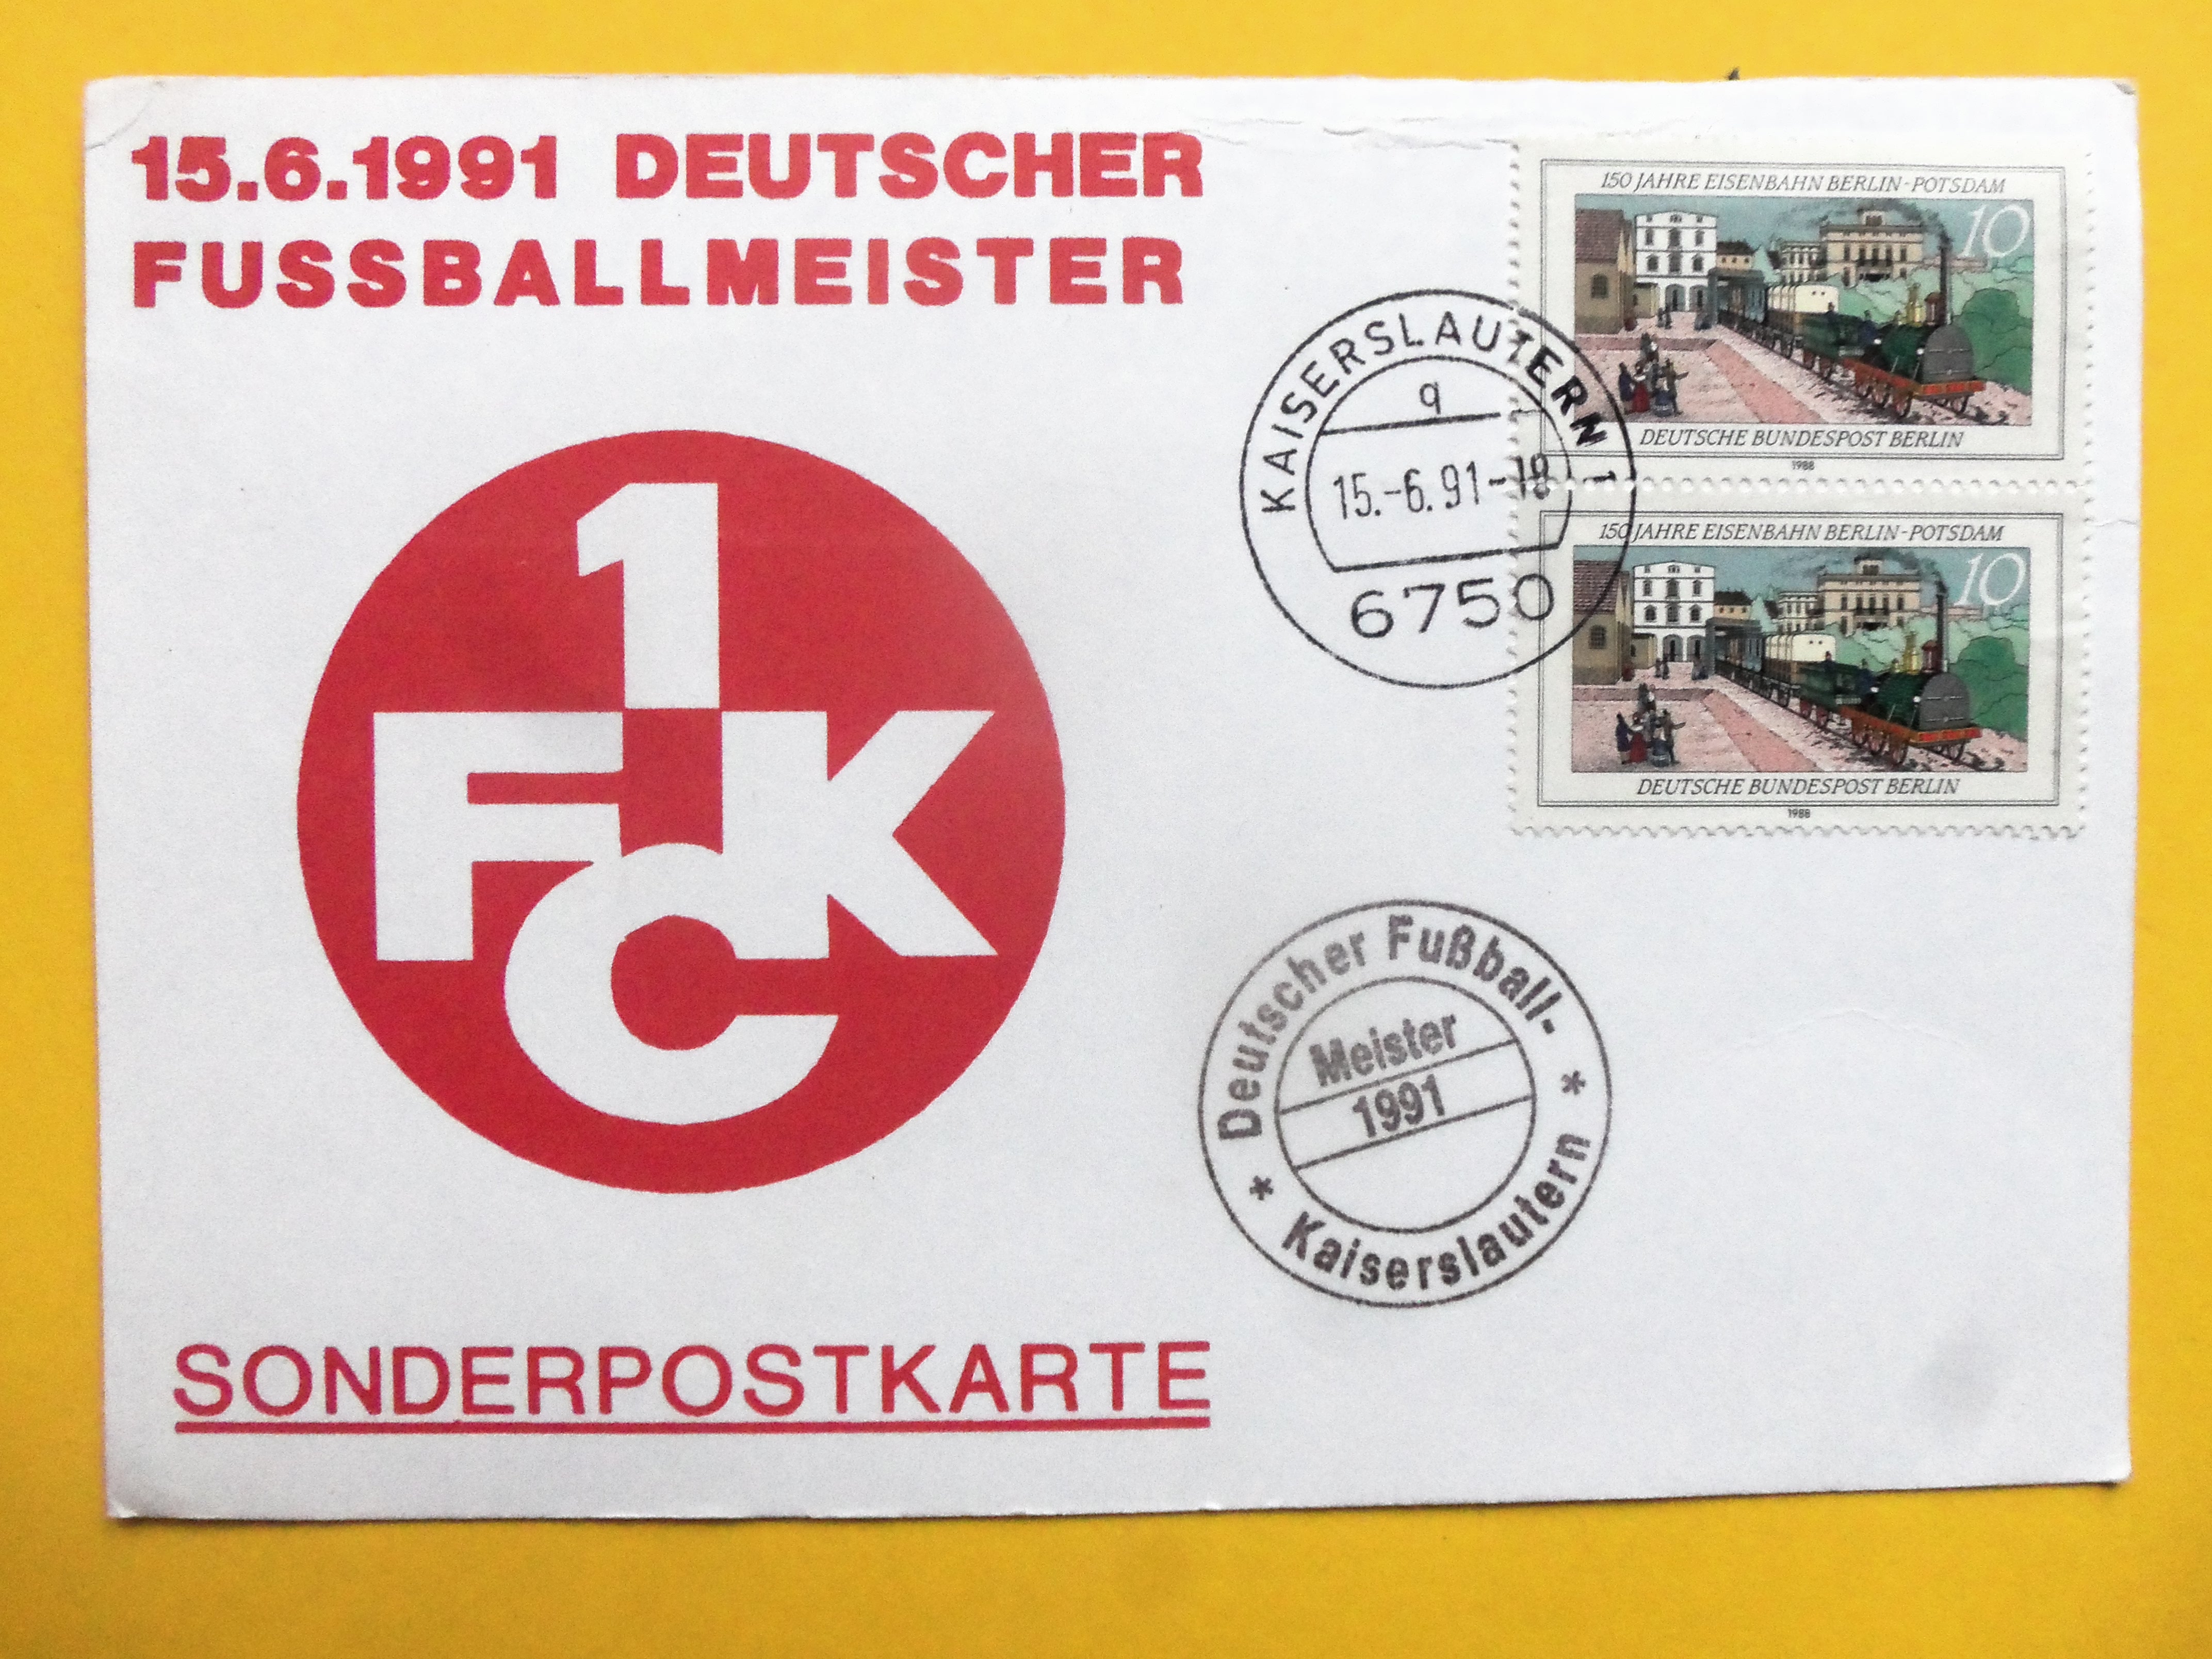 15.6.1991 DEUTSCHER
FUSSBALLMEISTER
1
FCK
SONDERPOSTKARTE
150 JAHRE EISENBAHN BERLIN-POTSDAM
10
DEUTSCHE BUNDESPOST BERLIN
1988
150 JAHRE EISENBAHN BERLIN-POTSDAM
10
DEUTSCHE BUNDESPOST BERLIN
1988
KAISERSLAUTERN 1
q
15.-6.91-18
6750
Deutscher Fußball-
Meister
1991
* Kaiserslautern *